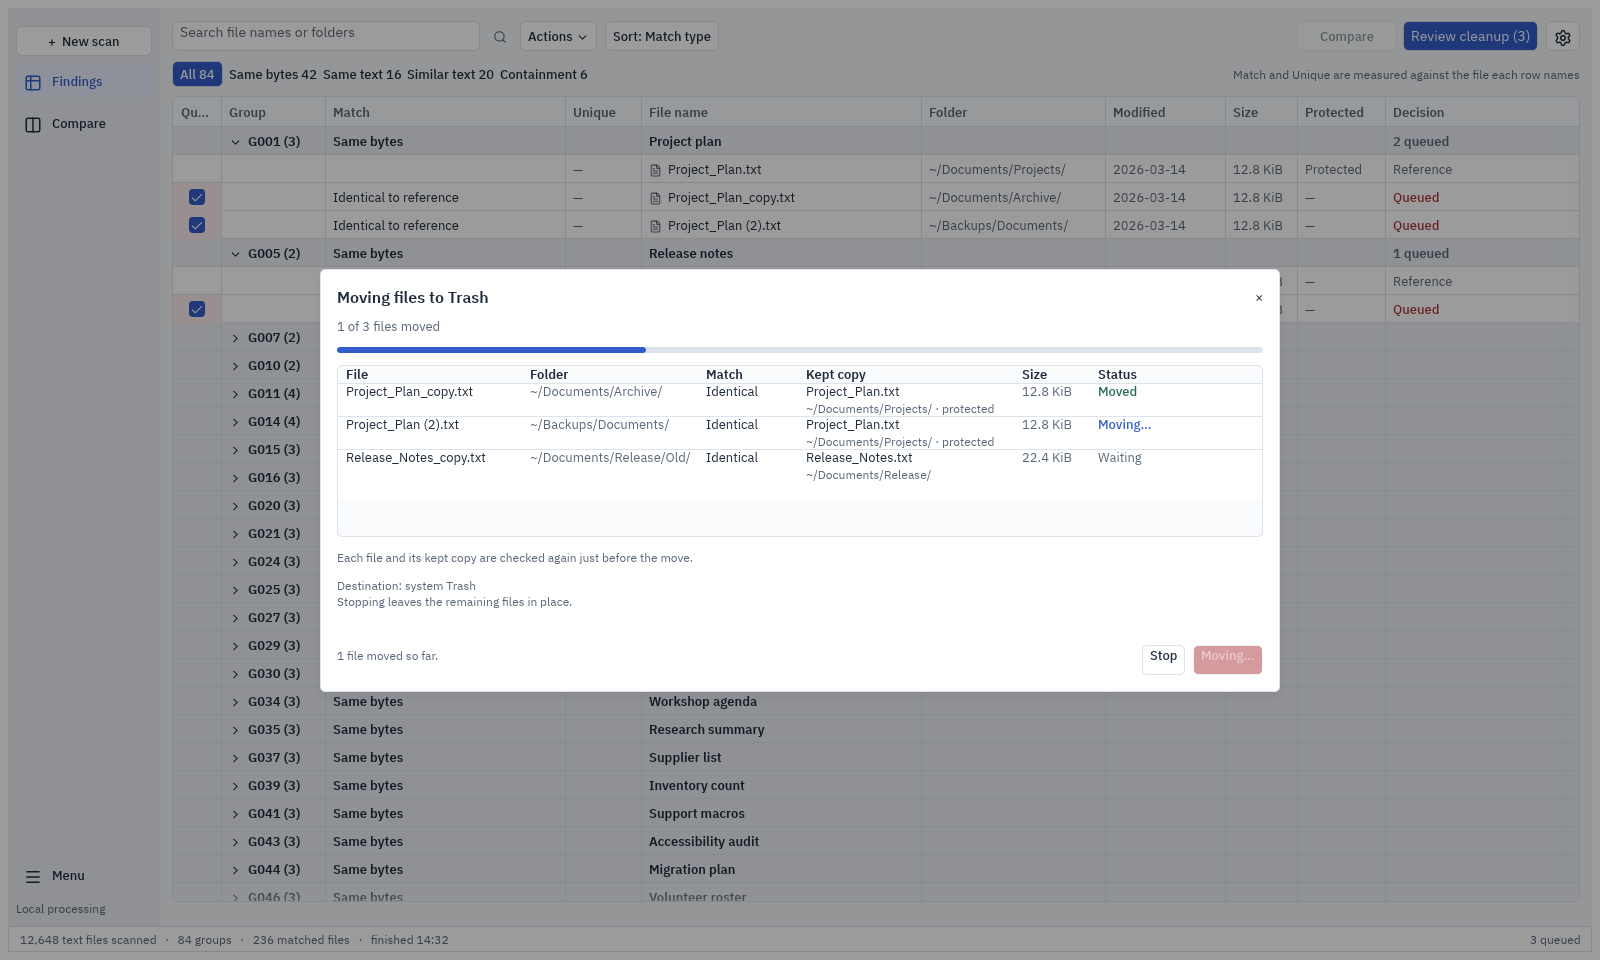 + New scan
Findings
Compare
Menu
Local processing
Search file names or folders
Actions
Sort: Match type
Compare
Review cleanup (3)
All 84 Same bytes 42 Same text 16 Similar text 20 Containment 6
Match and Unique are measured against the file each row names
Qu... Group Match Unique File name Folder Modified Size Protected Decision
G001 (3) Same bytes Project plan 2 queued
— Project_Plan.txt ~/Documents/Projects/ 2026-03-14 12.8 KiB Protected Reference
Identical to reference — Project_Plan_copy.txt ~/Documents/Archive/ 2026-03-14 12.8 KiB — Queued
Identical to reference — Project_Plan (2).txt ~/Backups/Documents/ 2026-03-14 12.8 KiB — Queued
G005 (2) Same bytes Release notes 1 queued
— Reference
— Queued
G007 (2)
G010 (2)
G011 (4)
G014 (4)
G015 (3)
G016 (3)
G020 (3)
G021 (3)
G024 (3)
G025 (3)
G027 (3)
G029 (3)
G030 (3)
G034 (3) Same bytes Workshop agenda
G035 (3) Same bytes Research summary
G037 (3) Same bytes Supplier list
G039 (3) Same bytes Inventory count
G041 (3) Same bytes Support macros
G043 (3) Same bytes Accessibility audit
G044 (3) Same bytes Migration plan
G046 (3) Same bytes Volunteer roster
Moving files to Trash
×
1 of 3 files moved
File Folder Match Kept copy Size Status
Project_Plan_copy.txt ~/Documents/Archive/ Identical Project_Plan.txt 12.8 KiB Moved
~/Documents/Projects/ · protected
Project_Plan (2).txt ~/Backups/Documents/ Identical Project_Plan.txt 12.8 KiB Moving...
~/Documents/Projects/ · protected
Release_Notes_copy.txt ~/Documents/Release/Old/ Identical Release_Notes.txt 22.4 KiB Waiting
~/Documents/Release/
Each file and its kept copy are checked again just before the move.
Destination: system Trash
Stopping leaves the remaining files in place.
1 file moved so far.
Stop
Moving...
12,648 text files scanned · 84 groups · 236 matched files · finished 14:32
3 queued